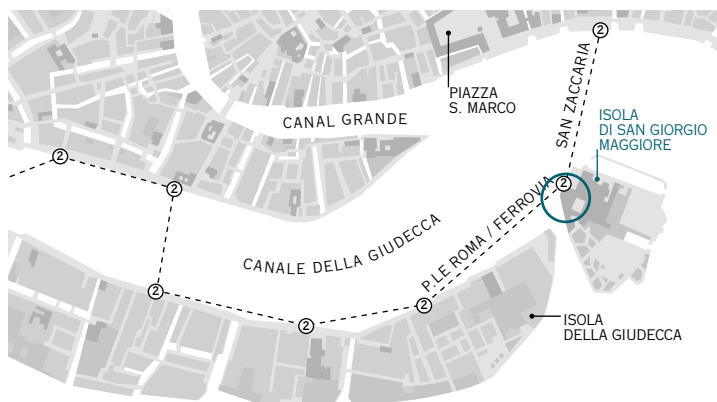 2
SAN ZACCARIA
PIAZZA
S. MARCO
CANAL GRANDE
ISOLA
DI SAN GIORGIO
MAGGIORE
2
2
2
P.LE ROMA / FERROVIA
CANALE DELLA GIUDECCA
2
2
2
ISOLA
DELLA GIUDECCA